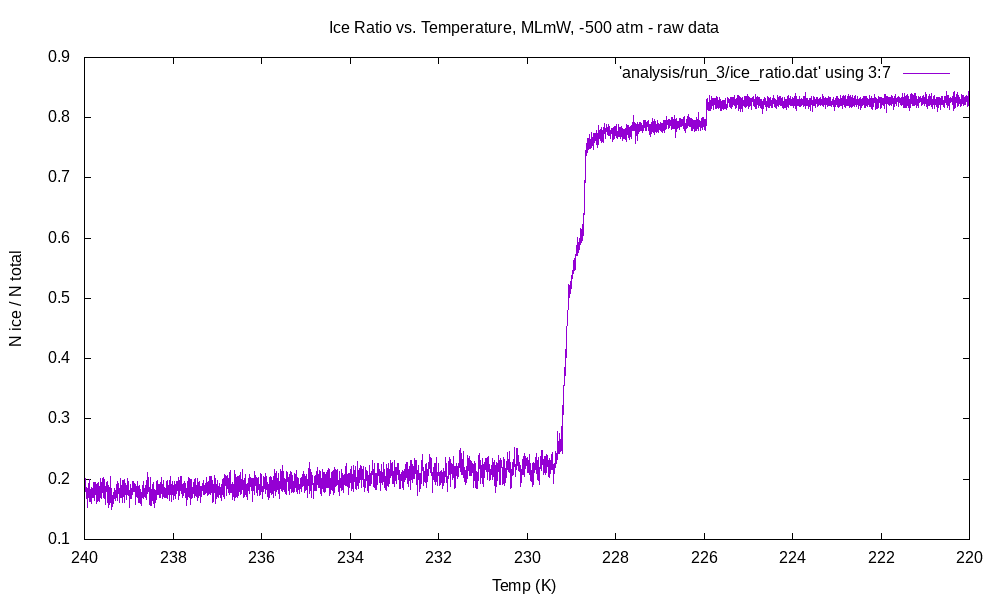 Ice Ratio vs. Temperature, MLmW, -500 atm - raw data
'analysis/run_3/ice_ratio.dat' using 3:7
N ice / N total
0.9
0.8
0.7
0.6
0.5
0.4
0.3
0.2
0.1
240 238 236 234 232 230 228 226 224 222 220
Temp (K)